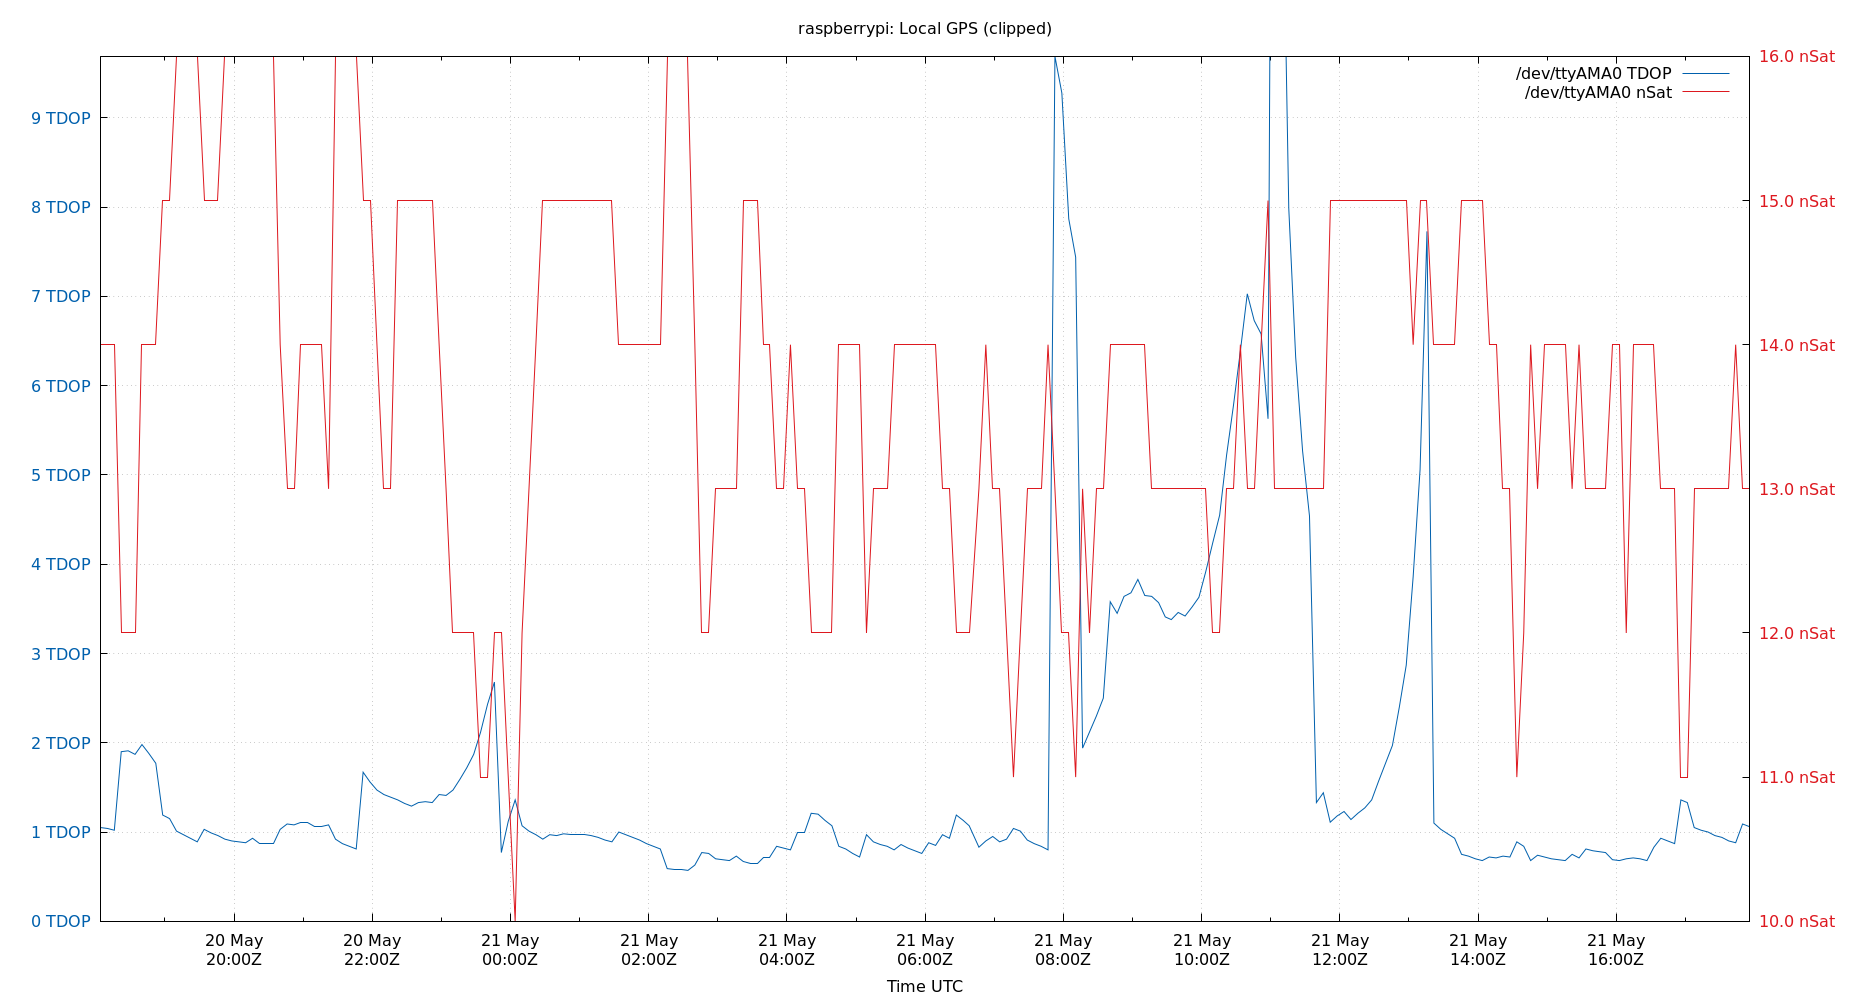 raspberrypi: Local GPS (clipped)
/dev/ttyAMA0 TDOP
/dev/ttyAMA0 nSat
9 TDOP
8 TDOP
7 TDOP
6 TDOP
5 TDOP
4 TDOP
3 TDOP
2 TDOP
1 TDOP
0 TDOP
16.0 nSat
15.0 nSat
14.0 nSat
13.0 nSat
12.0 nSat
11.0 nSat
10.0 nSat
20 May
20:00Z
20 May
22:00Z
21 May
00:00Z
21 May
02:00Z
21 May
04:00Z
21 May
06:00Z
21 May
08:00Z
21 May
10:00Z
21 May
12:00Z
21 May
14:00Z
21 May
16:00Z
Time UTC